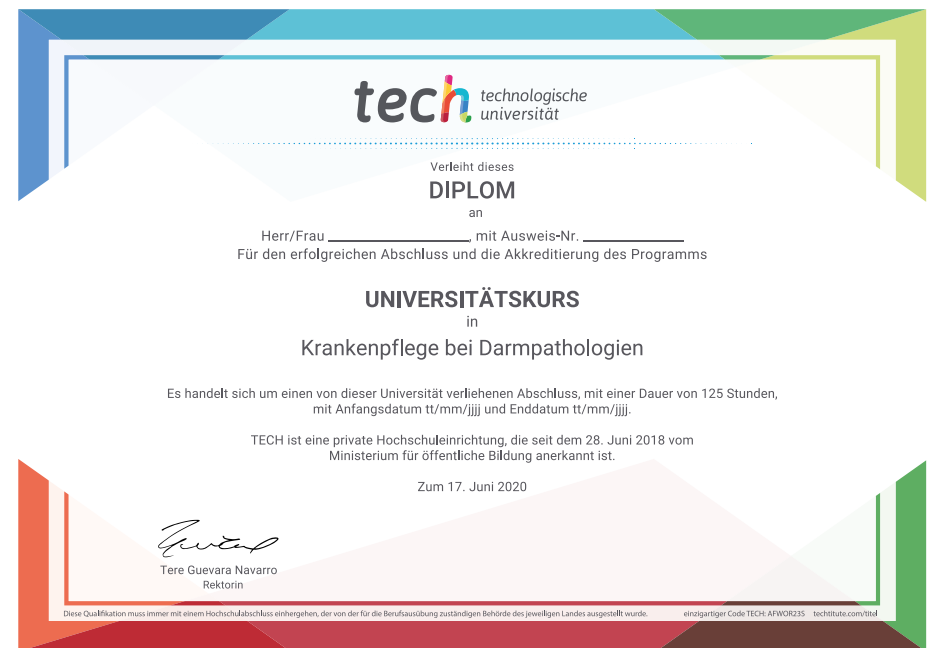 tech technologische
universität
Verleiht dieses
DIPLOM
an
Herr/Frau ____________, mit Ausweis-Nr. ____________
Für den erfolgreichen Abschluss und die Akkreditierung des Programms
UNIVERSITÄTSKURS
in
Krankenpflege bei Darmpathologien
Es handelt sich um einen von dieser Universität verliehenen Abschluss, mit einer Dauer von 125 Stunden,
mit Anfangsdatum tt/mm/jjjj und Enddatum tt/mm/jjjj.
TECH ist eine private Hochschuleinrichtung, die seit dem 28. Juni 2018 vom
Ministerium für öffentliche Bildung anerkannt ist.
Zum 17. Juni 2020
Tere Guevara Navarro
Rektorin
Diese Qualifikation muss immer mit einem Hochschulabschluss einhergehen, der von der für die Berufsausübung zuständigen Behörde des jeweiligen Landes ausgestellt wurde. einzigartiger Code TECH: AFWOR23S techtitute.com/titel